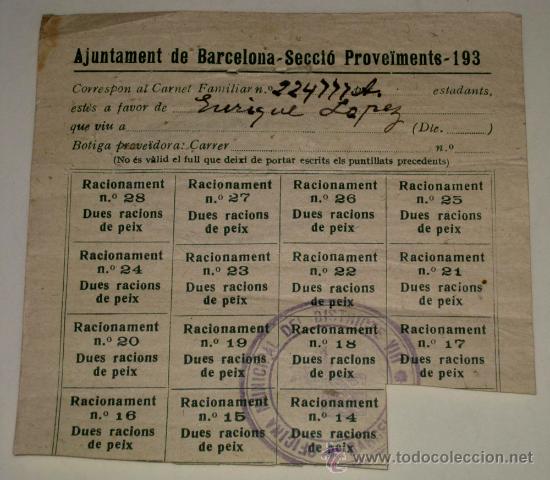 Ajuntament de Barcelona-Secció Proveïments-193
Correspon al Carnet Familiar n.º 224777 A. estadants,
estès a favor de Enrique Lopez
que viu a (Dte. )
Botiga proveïdora: Carrer n.º
(No és vàlid el full que deixi de portar escrits els puntillats precedents)
Racionament Racionament Racionament Racionament
n.º 28 n.º 27 n.º 26 n.º 25
Dues racions Dues racions Dues racions Dues racions
de peix de peix de peix de peix
Racionament Racionament Racionament Racionament
n.º 24 n.º 23 n.º 22 n.º 21
Dues racions Dues racions Dues racions Dues racions
de peix de peix de peix de peix
Racionament Racionament Racionament Racionament
n.º 20 n.º 19 n.º 18 n.º 17
Dues racions Dues racions Dues racions Dues racions
de peix de peix de peix de peix
Racionament Racionament Racionament
n.º 16 n.º 15 n.º 14
Dues racions Dues racions Dues racions
de peix de peix de peix
OFICINA MUNICIPAL DEL DISTRICTE VIII
todocoleccion.net